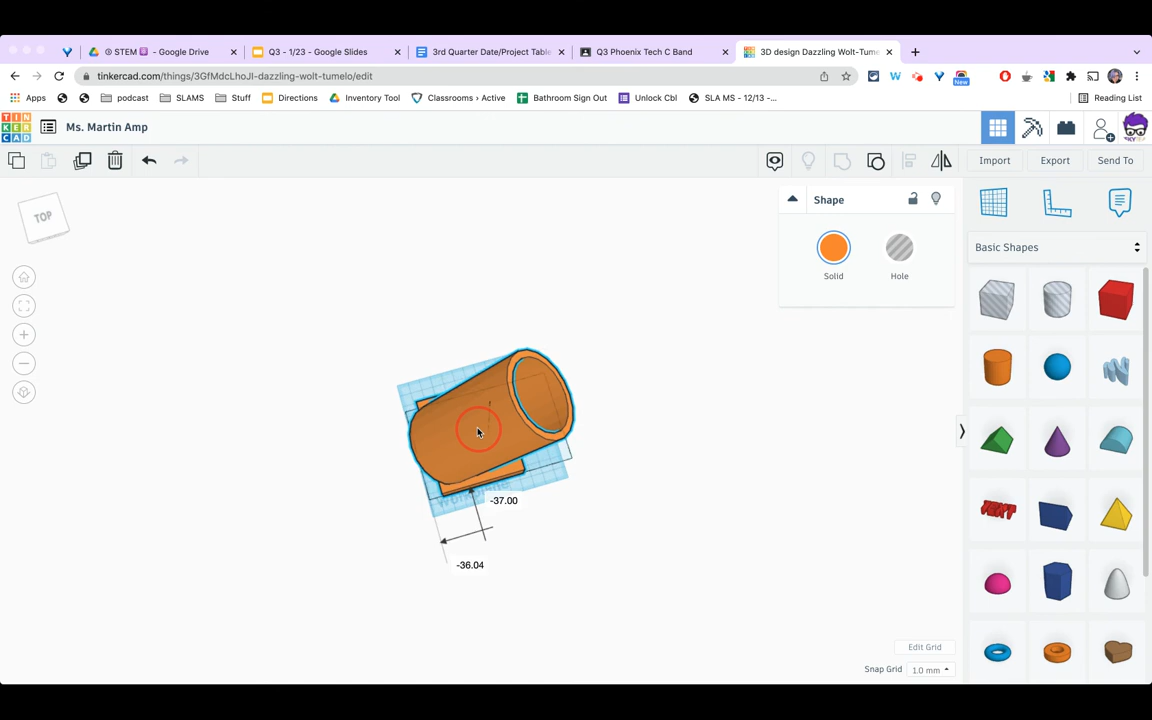 ⦿ STEM ⚛ - Google Drive
Q3 - 1/23 - Google Slides
3rd Quarter Date/Project Table
Q3 Phoenix Tech C Band
3D design Dazzling Wolt-Tume
tinkercad.com/things/3GfMdcLhoJI-dazzling-wolt-tumelo/edit
New
Apps
podcast
SLAMS
Stuff
Directions
Inventory Tool
Classrooms > Active
Bathroom Sign Out
Unlock Cbl
SLA MS - 12/13 -...
Reading List
TIN
KER
CAD
Ms. Martin Amp
Import
Export
Send To
TOP
Shape
Solid
Hole
Basic Shapes
-37.00
-36.04
Edit Grid
Snap Grid
1.0 mm